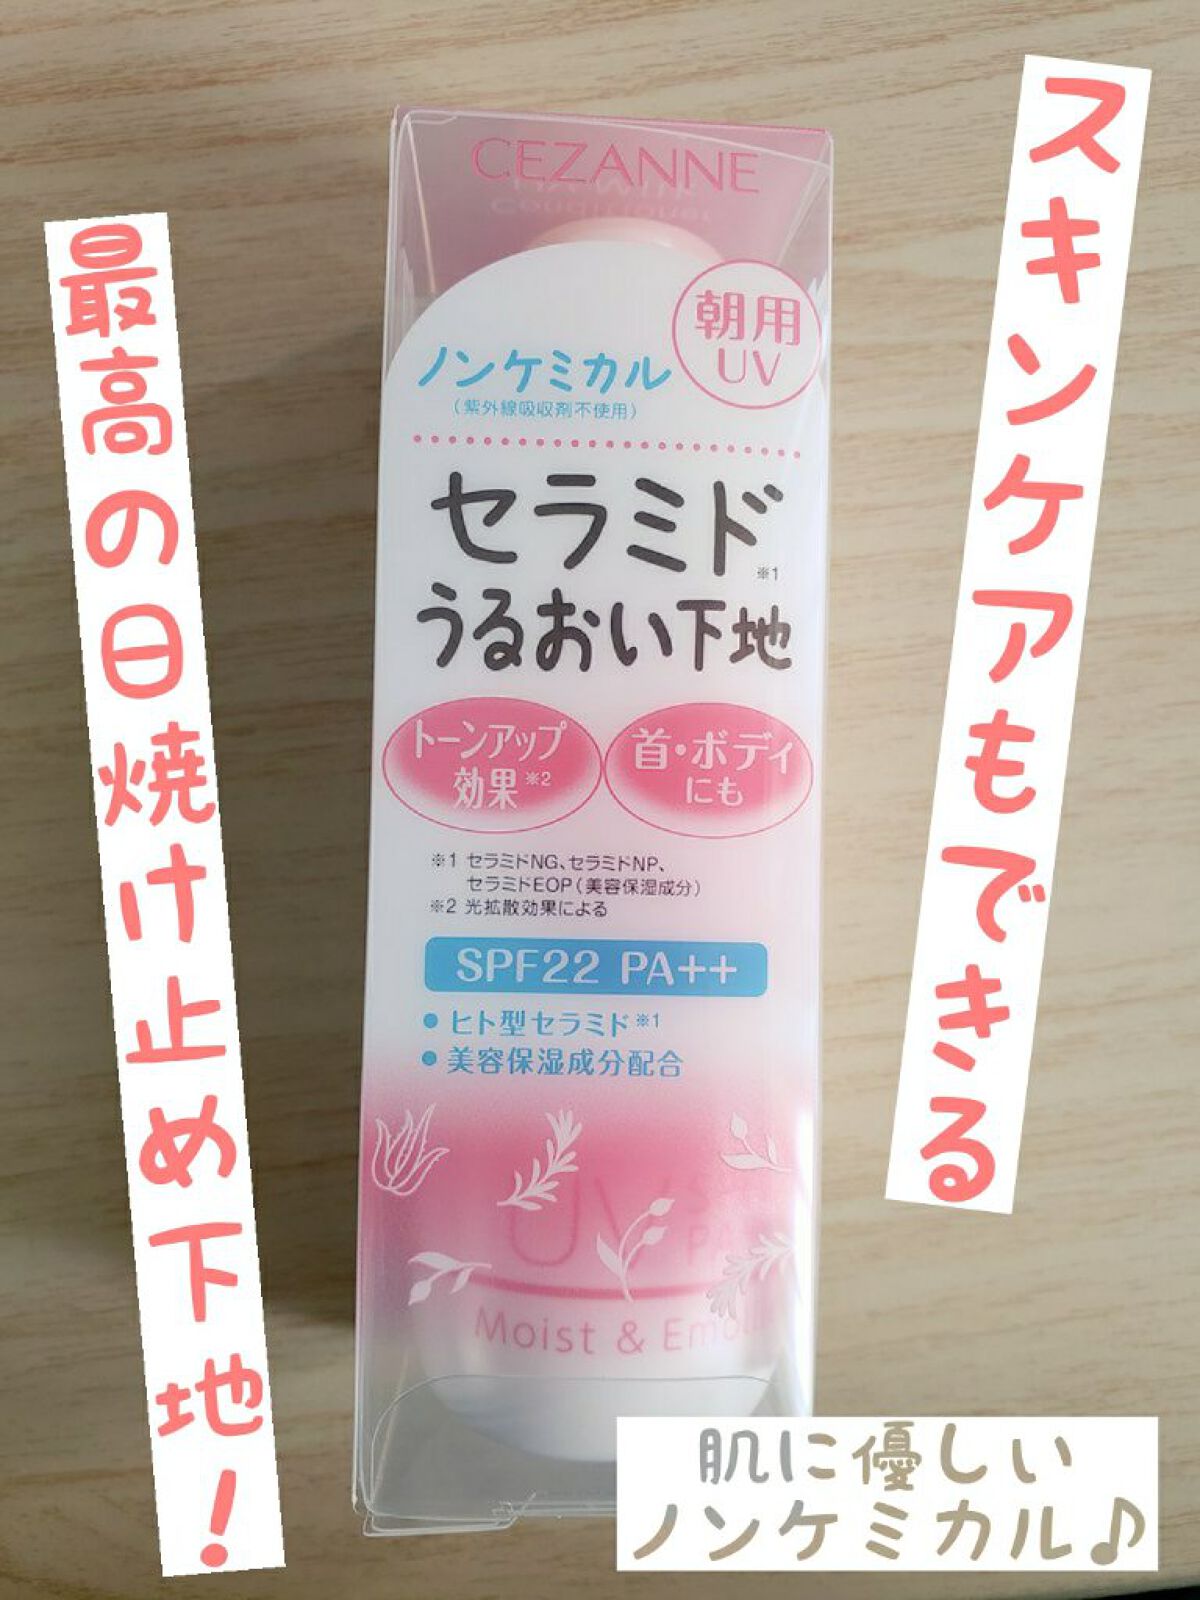 スキンケアもできる
最高の日焼け止め下地!
CEZANNE
朝用
UV
ノンケミカル
(紫外線吸収剤不使用)
セラミド※1
うるおい下地
トーンアップ
効果※2
首・ボディ
にも
※1 セラミドNG、セラミドNP、
セラミドEOP(美容保湿成分)
※2 光拡散効果による
SPF22 PA++
● ヒト型セラミド※1
● 美容保湿成分配合
UV
Moist &
肌に優しい
ノンケミカル♪